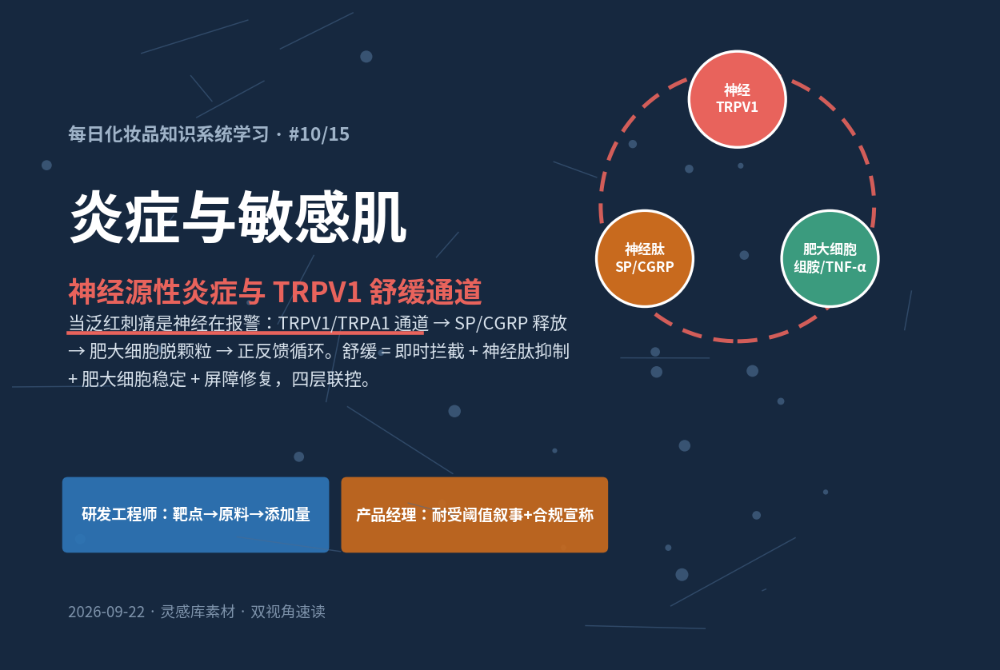 每日化妆品知识系统学习 · #10/15
炎症与敏感肌
神经源性炎症与 TRPV1 舒缓通道
当泛红刺痛是神经在报警：TRPV1/TRPA1 通道 → SP/CGRP 释放
→ 肥大细胞脱颗粒 → 正反馈循环。舒缓 = 即时拦截 + 神经肽抑制
+ 肥大细胞稳定 + 屏障修复，四层联控。
神经
TRPV1
神经肽
SP/CGRP
肥大细胞
组胺/TNF-α
研发工程师：靶点→原料→添加量
产品经理：耐受阈值叙事+合规宣称
2026-09-22 · 灵感库素材 · 双视角速读